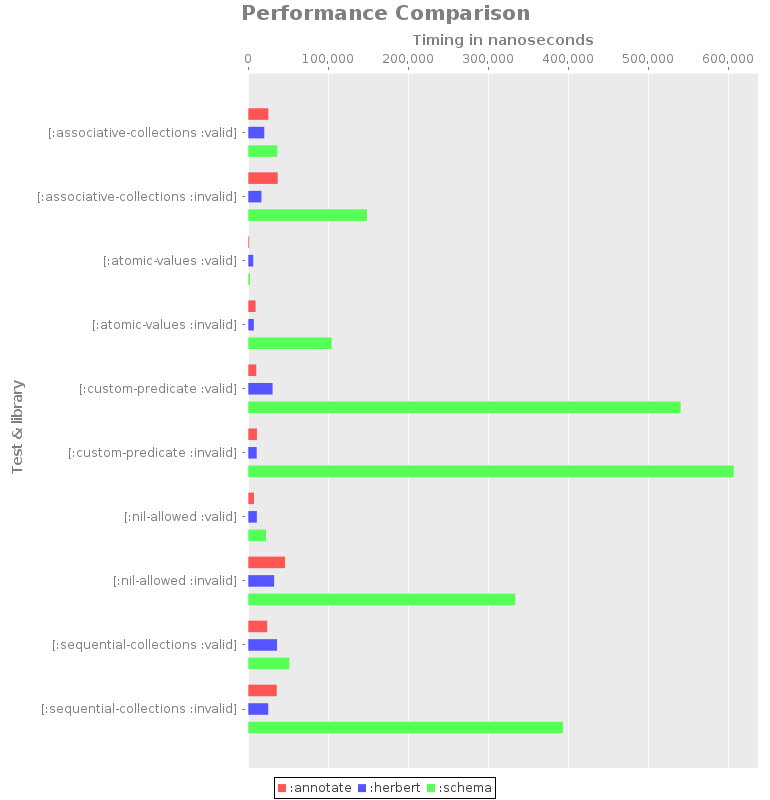 Performance Comparison
Timing in nanoseconds
0 100,000 200,000 300,000 400,000 500,000 600,000
[:associative-collections :valid]
[:associative-collections :invalid]
[:atomic-values :valid]
[:atomic-values :invalid]
[:custom-predicate :valid]
[:custom-predicate :invalid]
[:nil-allowed :valid]
[:nil-allowed :invalid]
[:sequential-collections :valid]
[:sequential-collections :invalid]
Test & library
:annotate :herbert :schema